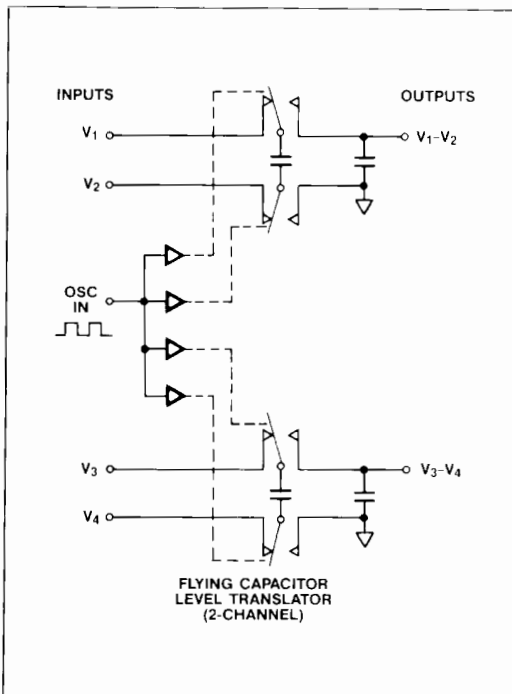 INPUTS
OUTPUTS
V1
V1-V2
V2
OSC
IN
V3
V3-V4
V4
FLYING CAPACITOR
LEVEL TRANSLATOR
(2-CHANNEL)